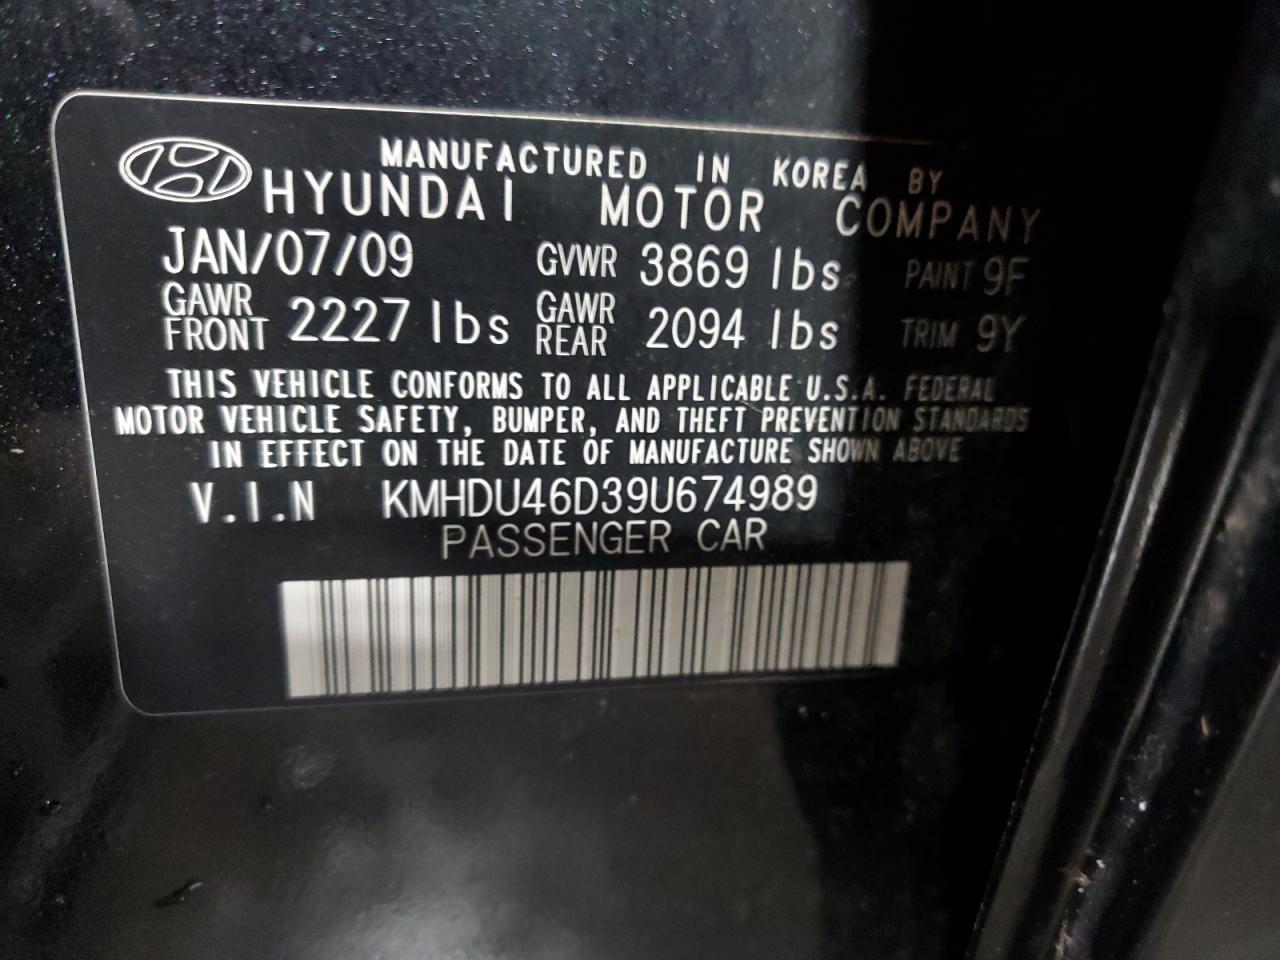 MANUFACTURED IN KOREA BY
HYUNDAI MOTOR COMPANY
JAN/07/09 GVWR 3869 lbs PAINT 9F
GAWR FRONT 2227 lbs GAWR REAR 2094 lbs TRIM 9Y
THIS VEHICLE CONFORMS TO ALL APPLICABLE U.S.A. FEDERAL
MOTOR VEHICLE SAFETY, BUMPER, AND THEFT PREVENTION STANDARDS
IN EFFECT ON THE DATE OF MANUFACTURE SHOWN ABOVE
V.I.N KMHDU46D39U674989
PASSENGER CAR